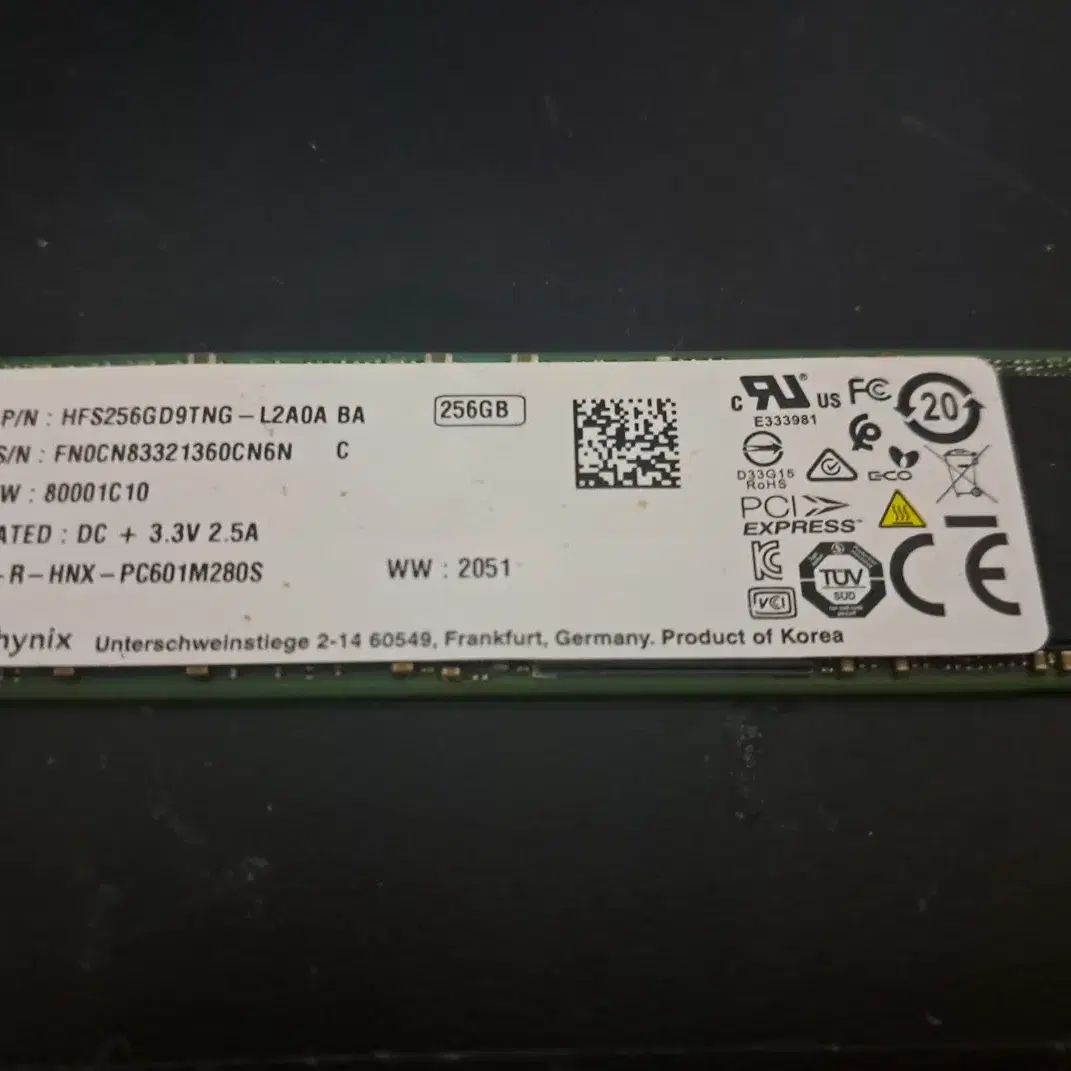 P/N : HFS256GD9TNG-L2A0A BA
256GB
S/N : FN0CN83321360CN6N C
W : 80001C10
ATED : DC + 3.3V 2.5A
-R-HNX-PC601M280S
WW : 2051
hynix Unterschweinstiege 2-14 60549, Frankfurt, Germany. Product of Korea
c RU ® US FC 20
E333981
D33G15
RoHS
ECO
PCI
EXPRESS
KC
VCI
TÜV
SÜD
CE